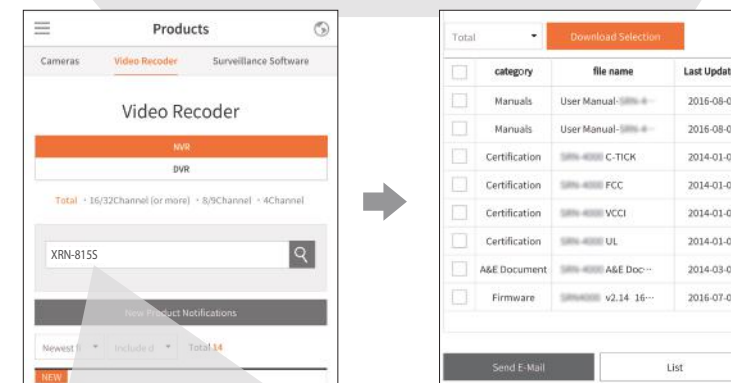 Products
Cameras Video Recoder Surveillance Software
Video Recoder
NVR
DVR
Total • 16/32Channel (or more) • 8/9Channel • 4Channel
XRN-815S
New Product Notifications
Newest Include d Total 14
NEW
Total Download Selection
category file name Last Updat
Manuals User Manual- 2016-08-0
Manuals User Manual- 2016-08-0
Certification C-TICK 2014-01-0
Certification FCC 2014-01-0
Certification VCCI 2014-01-0
Certification UL 2014-01-0
A&E Document A&E Doc··· 2014-03-0
Firmware v2.14 16··· 2016-07-0
Send E-Mail List